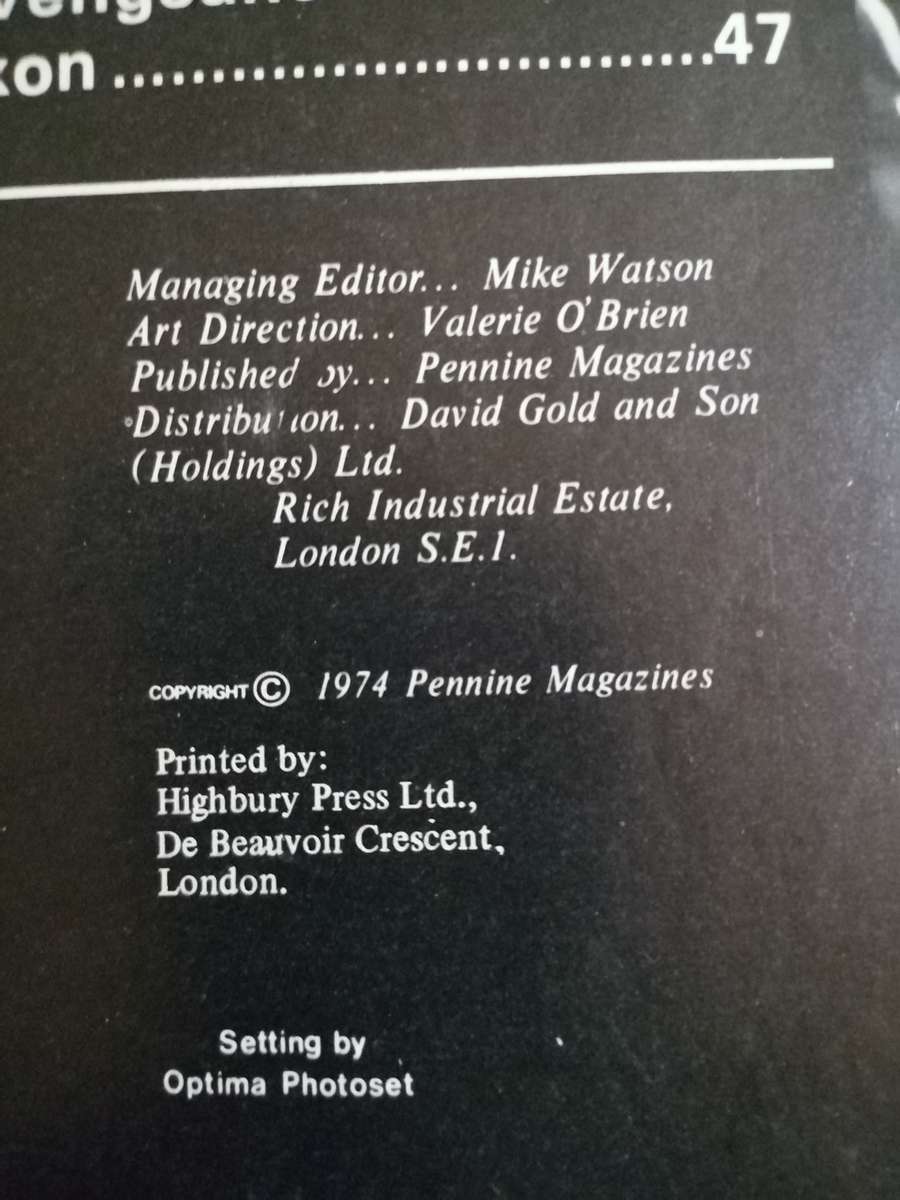 xon ..............................47
Managing Editor... Mike Watson
Art Direction... Valerie O'Brien
Published by... Pennine Magazines
Distribution... David Gold and Son
(Holdings) Ltd.
Rich Industrial Estate,
London S.E.1.
COPYRIGHT © 1974 Pennine Magazines
Printed by:
Highbury Press Ltd.,
De Beauvoir Crescent,
London.
Setting by
Optima Photoset